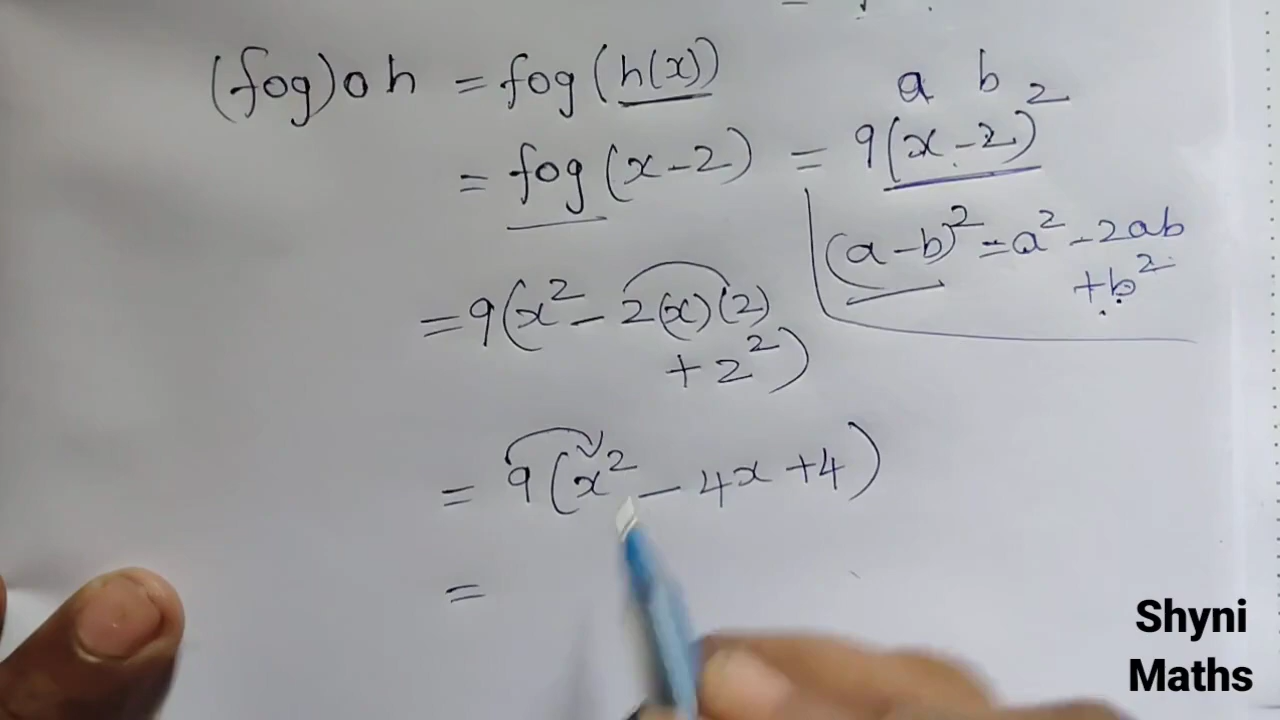 (fog)oh = fog(h(x))
a b
= fog(x-2) = 9(x-2)²
(a-b)² = a² - 2ab
+b²
= 9(x² - 2(x)(2)
+ 2²)
= 9(x² - 4x + 4)
=
Shyni
Maths